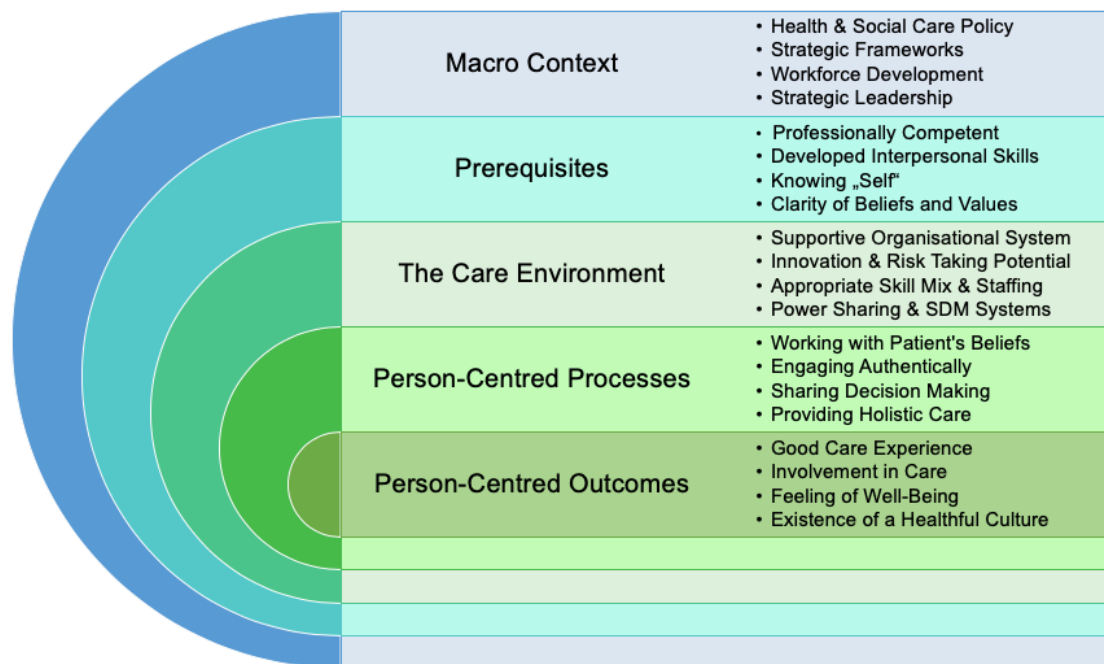 Macro Context
• Health & Social Care Policy
• Strategic Frameworks
• Workforce Development
• Strategic Leadership
Prerequisites
• Professionally Competent
• Developed Interpersonal Skills
• Knowing „Self“
• Clarity of Beliefs and Values
The Care Environment
• Supportive Organisational System
• Innovation & Risk Taking Potential
• Appropriate Skill Mix & Staffing
• Power Sharing & SDM Systems
Person-Centred Processes
• Working with Patient's Beliefs
• Engaging Authentically
• Sharing Decision Making
• Providing Holistic Care
Person-Centred Outcomes
• Good Care Experience
• Involvement in Care
• Feeling of Well-Being
• Existence of a Healthful Culture